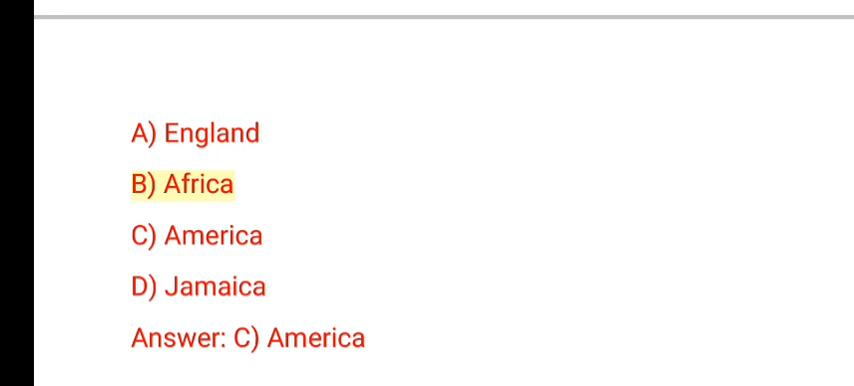 A) England
B) Africa
C) America
D) Jamaica
Answer: C) America